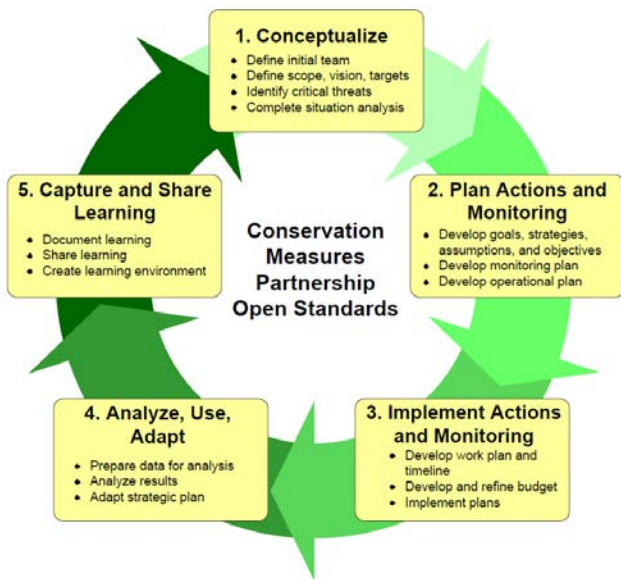 1. Conceptualize
• Define initial team
• Define scope, vision, targets
• Identify critical threats
• Complete situation analysis
2. Plan Actions and
Monitoring
• Develop goals, strategies,
assumptions, and objectives
• Develop monitoring plan
• Develop operational plan
3. Implement Actions
and Monitoring
• Develop work plan and
timeline
• Develop and refine budget
• Implement plans
4. Analyze, Use,
Adapt
• Prepare data for analysis
• Analyze results
• Adapt strategic plan
5. Capture and Share
Learning
• Document learning
• Share learning
• Create learning environment
Conservation
Measures
Partnership
Open Standards